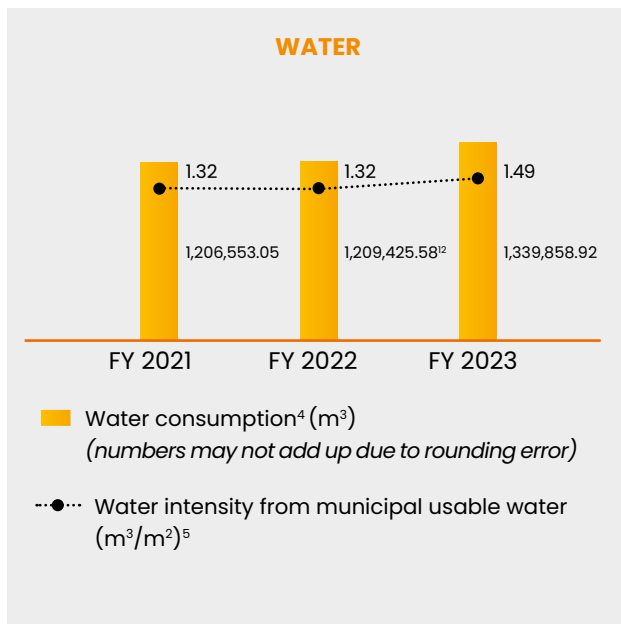 WATER
1.32
1.32
1.49
1,206,553.05
1,209,425.58¹²
1,339,858.92
FY 2021
FY 2022
FY 2023
Water consumption⁴ (m³)
(numbers may not add up due to rounding error)
Water intensity from municipal usable water
(m³/m²)⁵